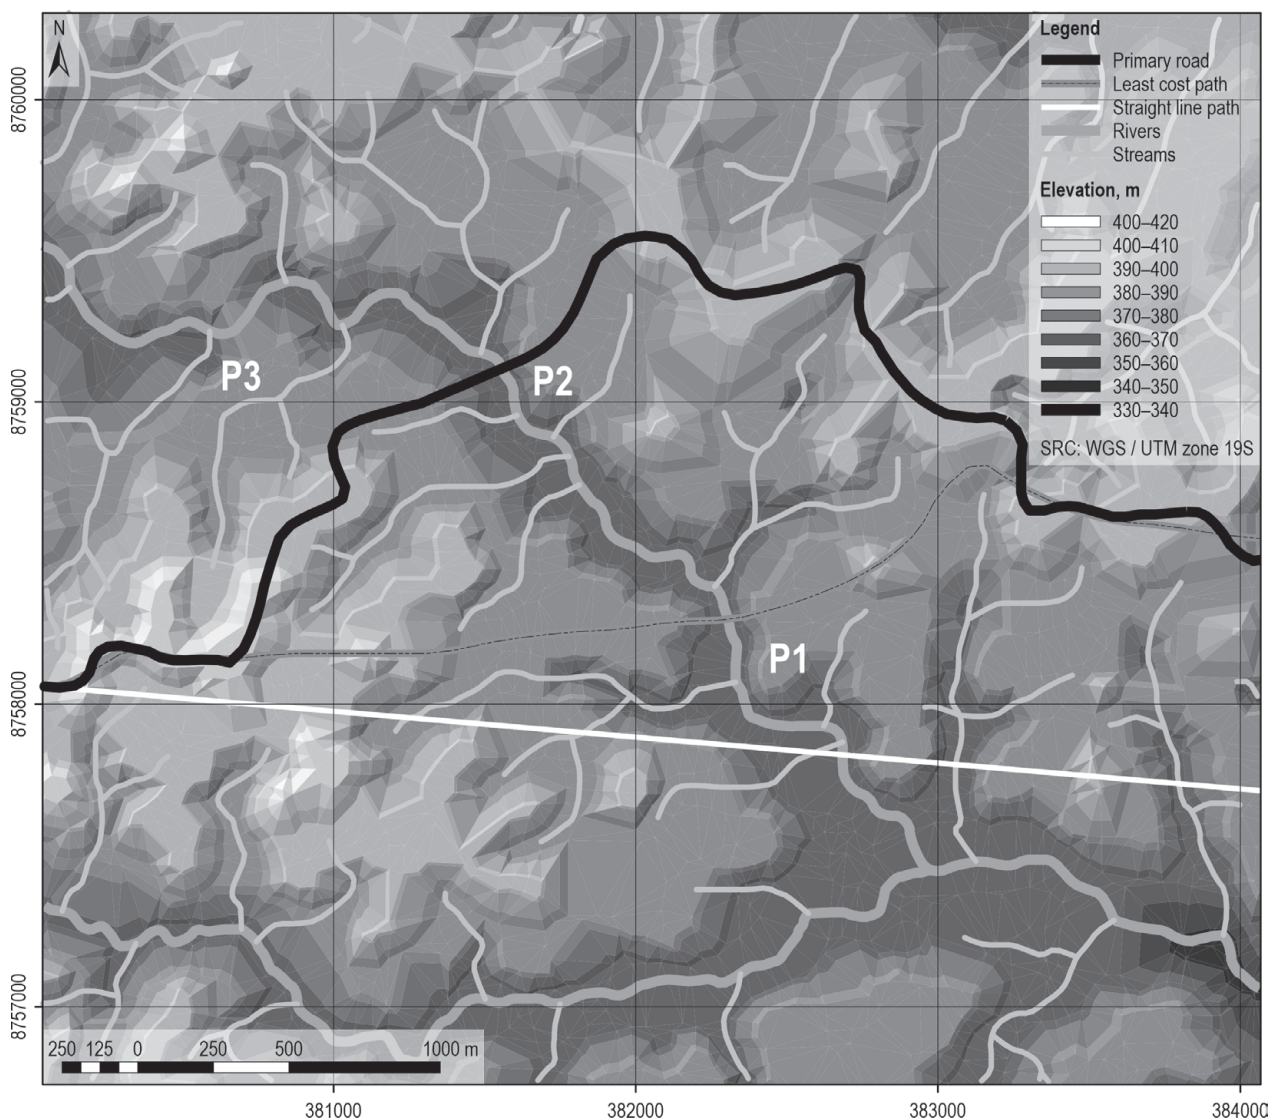 N
Legend
Primary road
Least cost path
Straight line path
Rivers
Streams
Elevation, m
400–420
400–410
390–400
380–390
370–380
360–370
350–360
340–350
330–340
SRC: WGS / UTM zone 19S
8760000
8759000
8758000
8757000
P3
P2
P1
250 125 0 250 500 1000 m
381000 382000 383000 384000